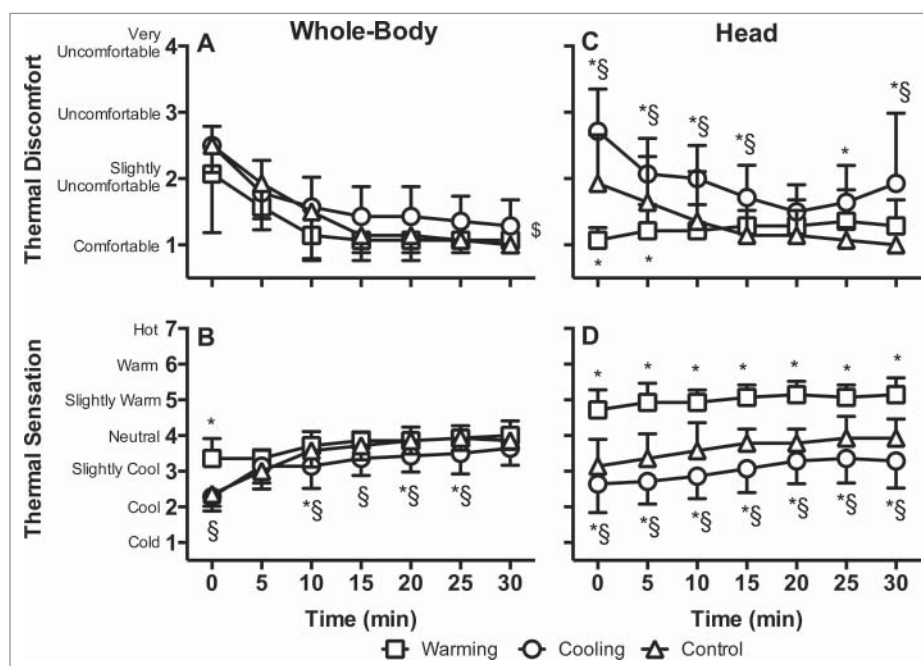 Whole-Body
Head
Thermal Discomfort
Very
Uncomfortable
4
Uncomfortable
3
Slightly
Uncomfortable
2
Comfortable
1
A
$
C
*§
*§
*§
*§
*
*§
*
*
Thermal Sensation
Hot
7
Warm
6
Slightly Warm
5
Neutral
4
Slightly Cool
3
Cool
2
Cold
1
B
*
§
*§
§
*§
*§
D
*
*
*
*
*
*
*
*§
*§
*§
*§
*§
*§
*§
0 5 10 15 20 25 30
0 5 10 15 20 25 30
Time (min)
Time (min)
Warming Cooling Control